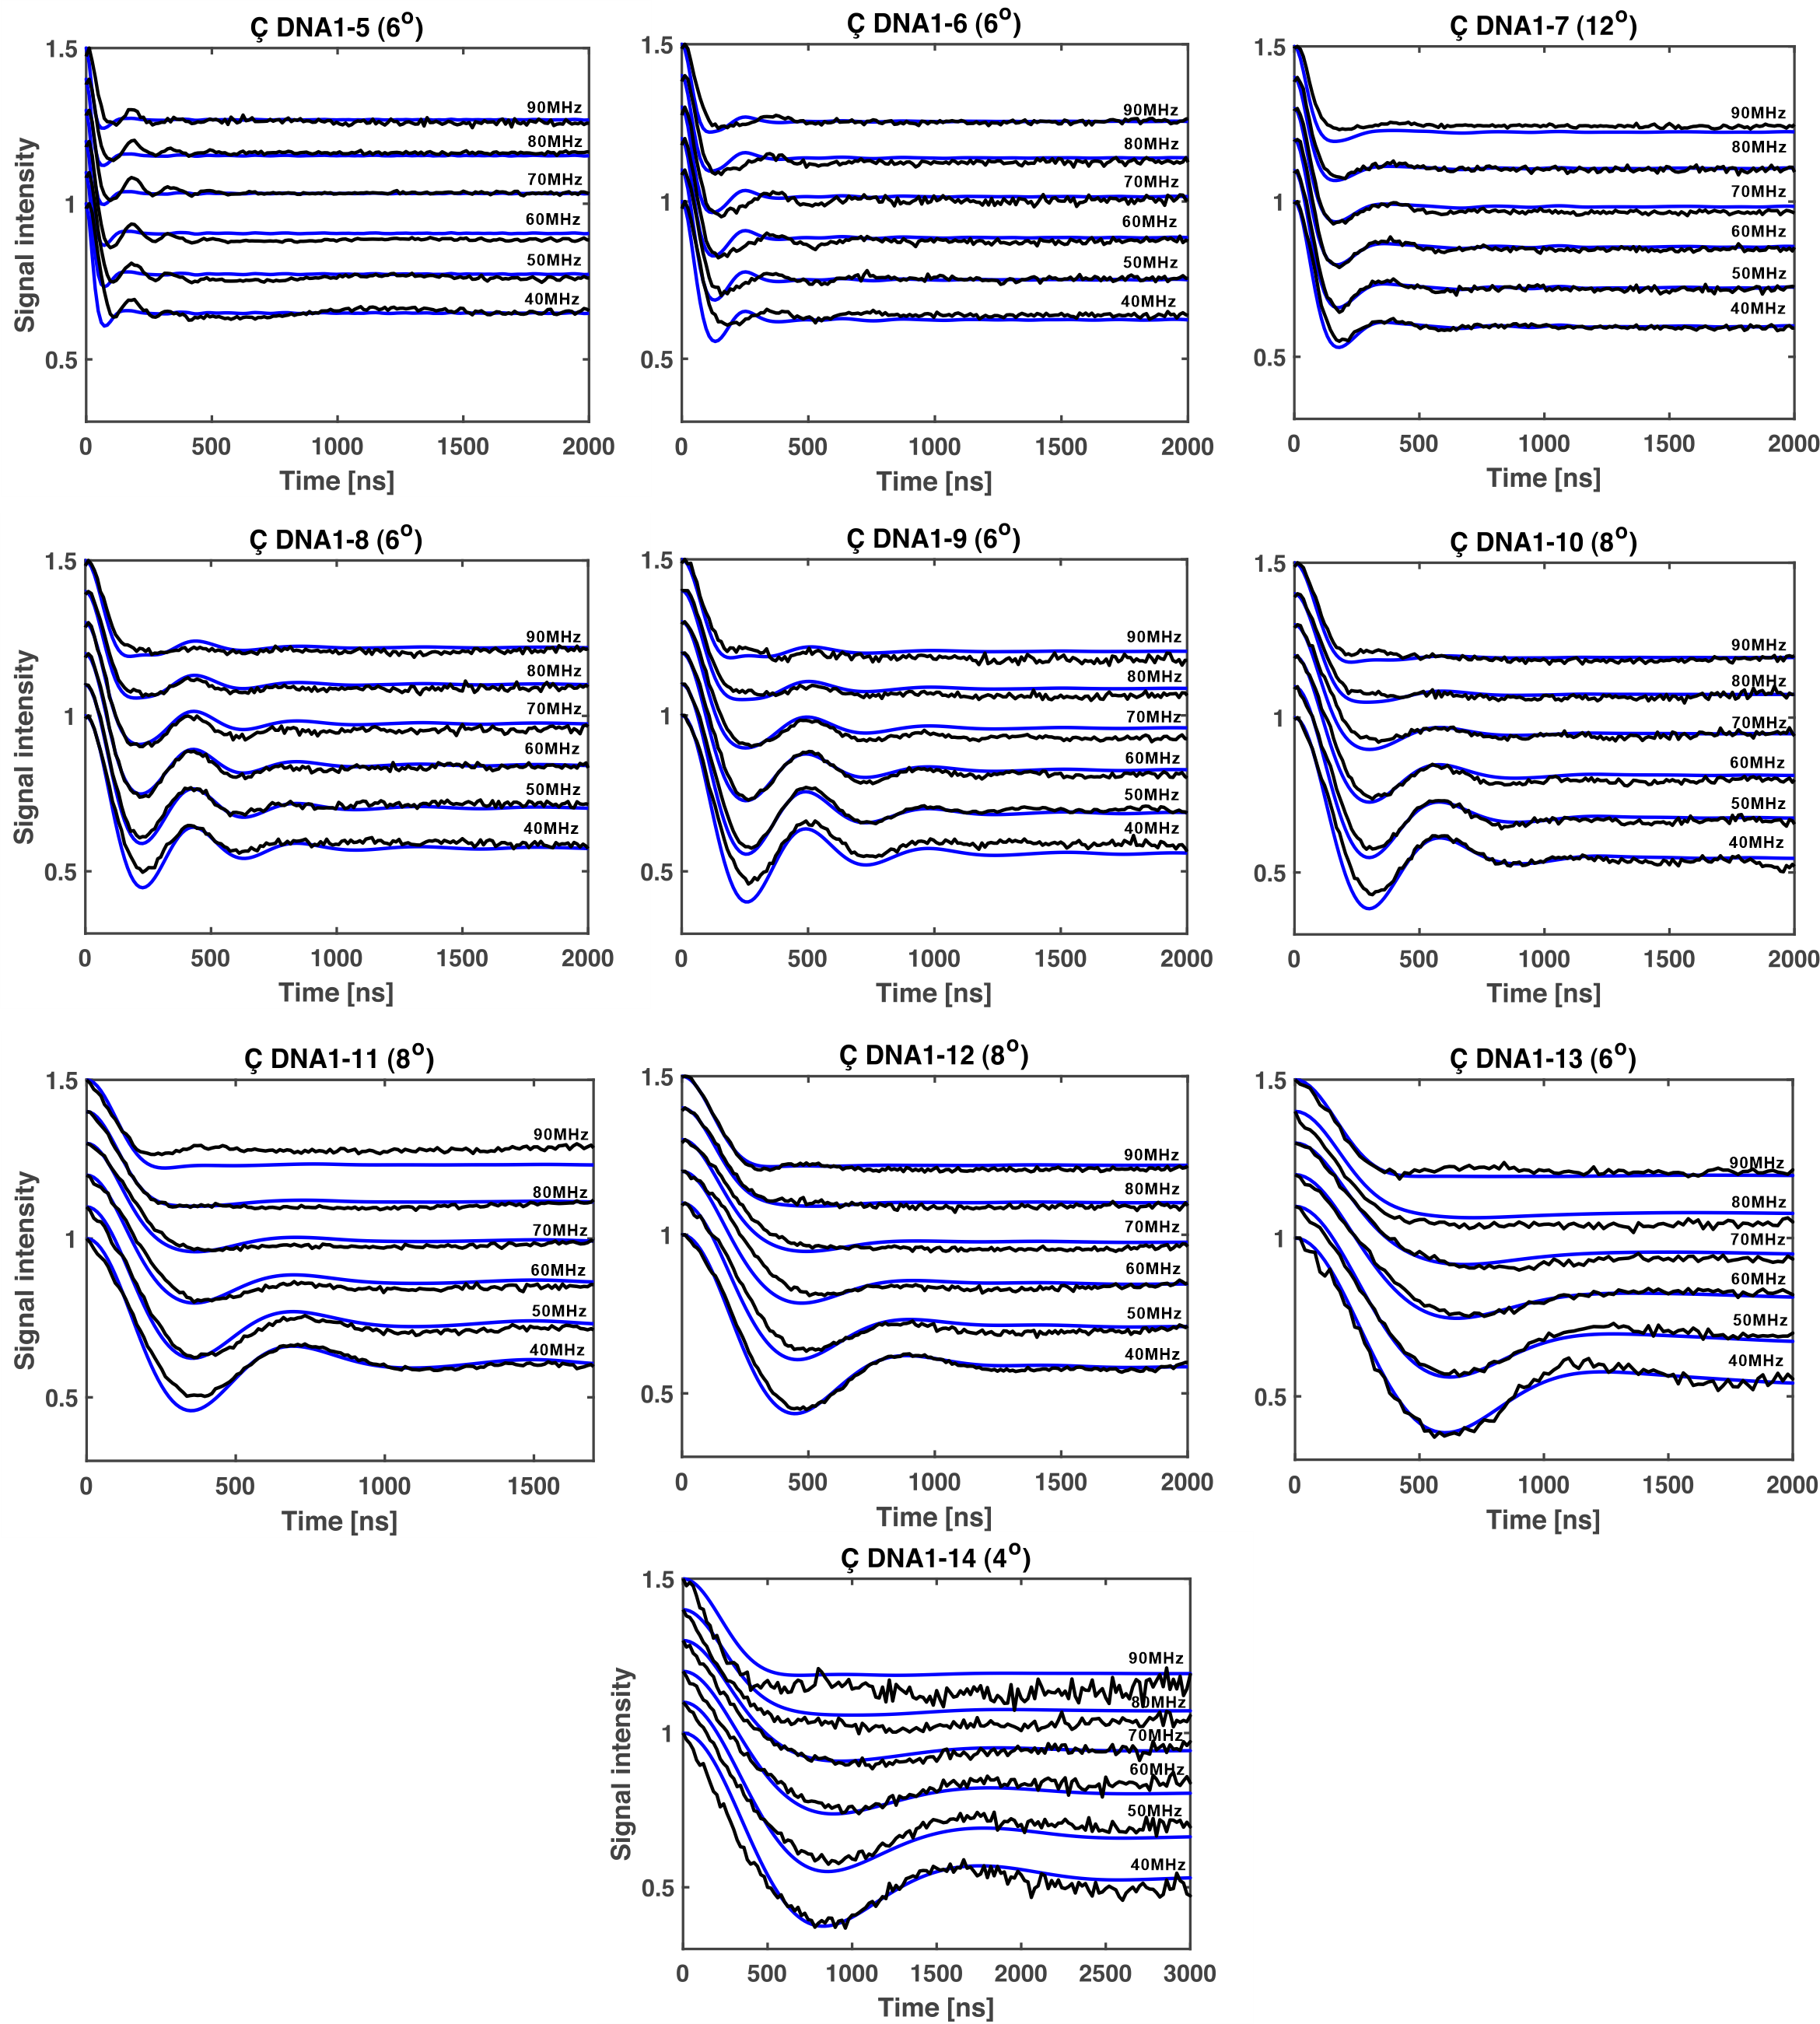 Ç DNA1-5 (6°)
Signal intensity
1.5
1
0.5
90MHz
80MHz
70MHz
60MHz
50MHz
40MHz
0 500 1000 1500 2000
Time [ns]
Ç DNA1-6 (6°)
1.5
1
0.5
90MHz
80MHz
70MHz
60MHz
50MHz
40MHz
0 500 1000 1500 2000
Time [ns]
Ç DNA1-7 (12°)
1.5
1
0.5
90MHz
80MHz
70MHz
60MHz
50MHz
40MHz
0 500 1000 1500 2000
Time [ns]
Ç DNA1-8 (6°)
Signal intensity
1.5
1
0.5
90MHz
80MHz
70MHz
60MHz
50MHz
40MHz
0 500 1000 1500 2000
Time [ns]
Ç DNA1-9 (6°)
1.5
1
0.5
90MHz
80MHz
70MHz
60MHz
50MHz
40MHz
0 500 1000 1500 2000
Time [ns]
Ç DNA1-10 (8°)
1.5
1
0.5
90MHz
80MHz
70MHz
60MHz
50MHz
40MHz
0 500 1000 1500 2000
Time [ns]
Ç DNA1-11 (8°)
Signal intensity
1.5
1
0.5
90MHz
80MHz
70MHz
60MHz
50MHz
40MHz
0 500 1000 1500
Time [ns]
Ç DNA1-12 (8°)
1.5
1
0.5
90MHz
80MHz
70MHz
60MHz
50MHz
40MHz
0 500 1000 1500 2000
Time [ns]
Ç DNA1-13 (6°)
1.5
1
0.5
90MHz
80MHz
70MHz
60MHz
50MHz
40MHz
0 500 1000 1500 2000
Time [ns]
Ç DNA1-14 (4°)
Signal intensity
1.5
1
0.5
90MHz
80MHz
70MHz
60MHz
50MHz
40MHz
0 500 1000 1500 2000 2500 3000
Time [ns]